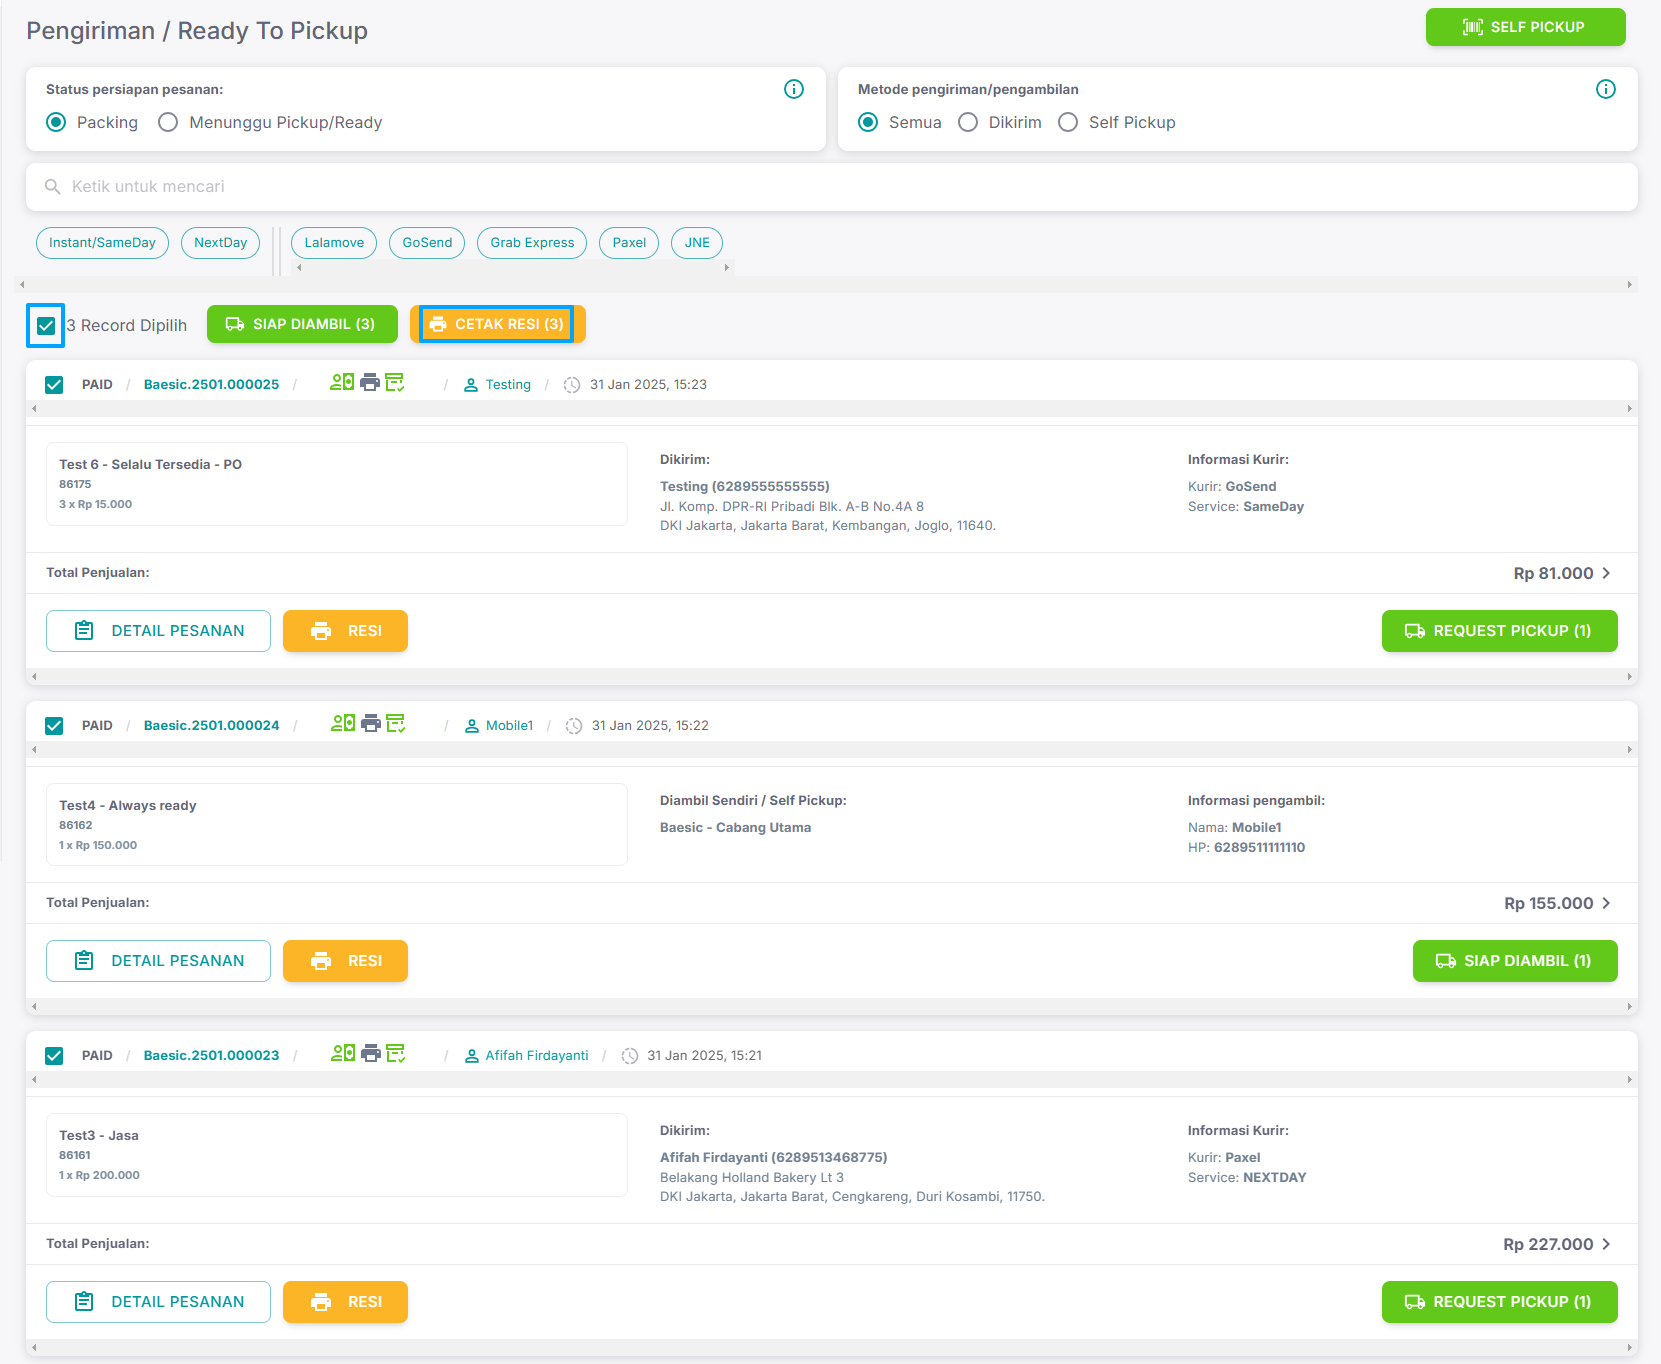 Pengiriman / Ready To Pickup
SELF PICKUP
Status persiapan pesanan:
Packing
Menunggu Pickup/Ready
Metode pengiriman/pengambilan
Semua
Dikirim
Self Pickup
Ketik untuk mencari
Instant/SameDay
NextDay
Lalamove
GoSend
Grab Express
Paxel
JNE
3 Record Dipilih
SIAP DIAMBIL (3)
CETAK RESI (3)
PAID / Baesic.2501.000025 / / Testing / 31 Jan 2025, 15:23
Test 6 - Selalu Tersedia - PO
86175
3 x Rp 15.000
Dikirim:
Testing (6289555555555)
Jl. Komp. DPR-RI Pribadi Blk. A-B No.4A 8
DKI Jakarta, Jakarta Barat, Kembangan, Joglo, 11640.
Informasi Kurir:
Kurir: GoSend
Service: SameDay
Total Penjualan:
Rp 81.000
DETAIL PESANAN
RESI
REQUEST PICKUP (1)
PAID / Baesic.2501.000024 / / Mobile1 / 31 Jan 2025, 15:22
Test4 - Always ready
86162
1 x Rp 150.000
Diambil Sendiri / Self Pickup:
Baesic - Cabang Utama
Informasi pengambil:
Nama: Mobile1
HP: 6289511111110
Total Penjualan:
Rp 155.000
DETAIL PESANAN
RESI
SIAP DIAMBIL (1)
PAID / Baesic.2501.000023 / / Afifah Firdayanti / 31 Jan 2025, 15:21
Test3 - Jasa
86161
1 x Rp 200.000
Dikirim:
Afifah Firdayanti (6289513468775)
Belakang Holland Bakery Lt 3
DKI Jakarta, Jakarta Barat, Cengkareng, Duri Kosambi, 11750.
Informasi Kurir:
Kurir: Paxel
Service: NEXTDAY
Total Penjualan:
Rp 227.000
DETAIL PESANAN
RESI
REQUEST PICKUP (1)